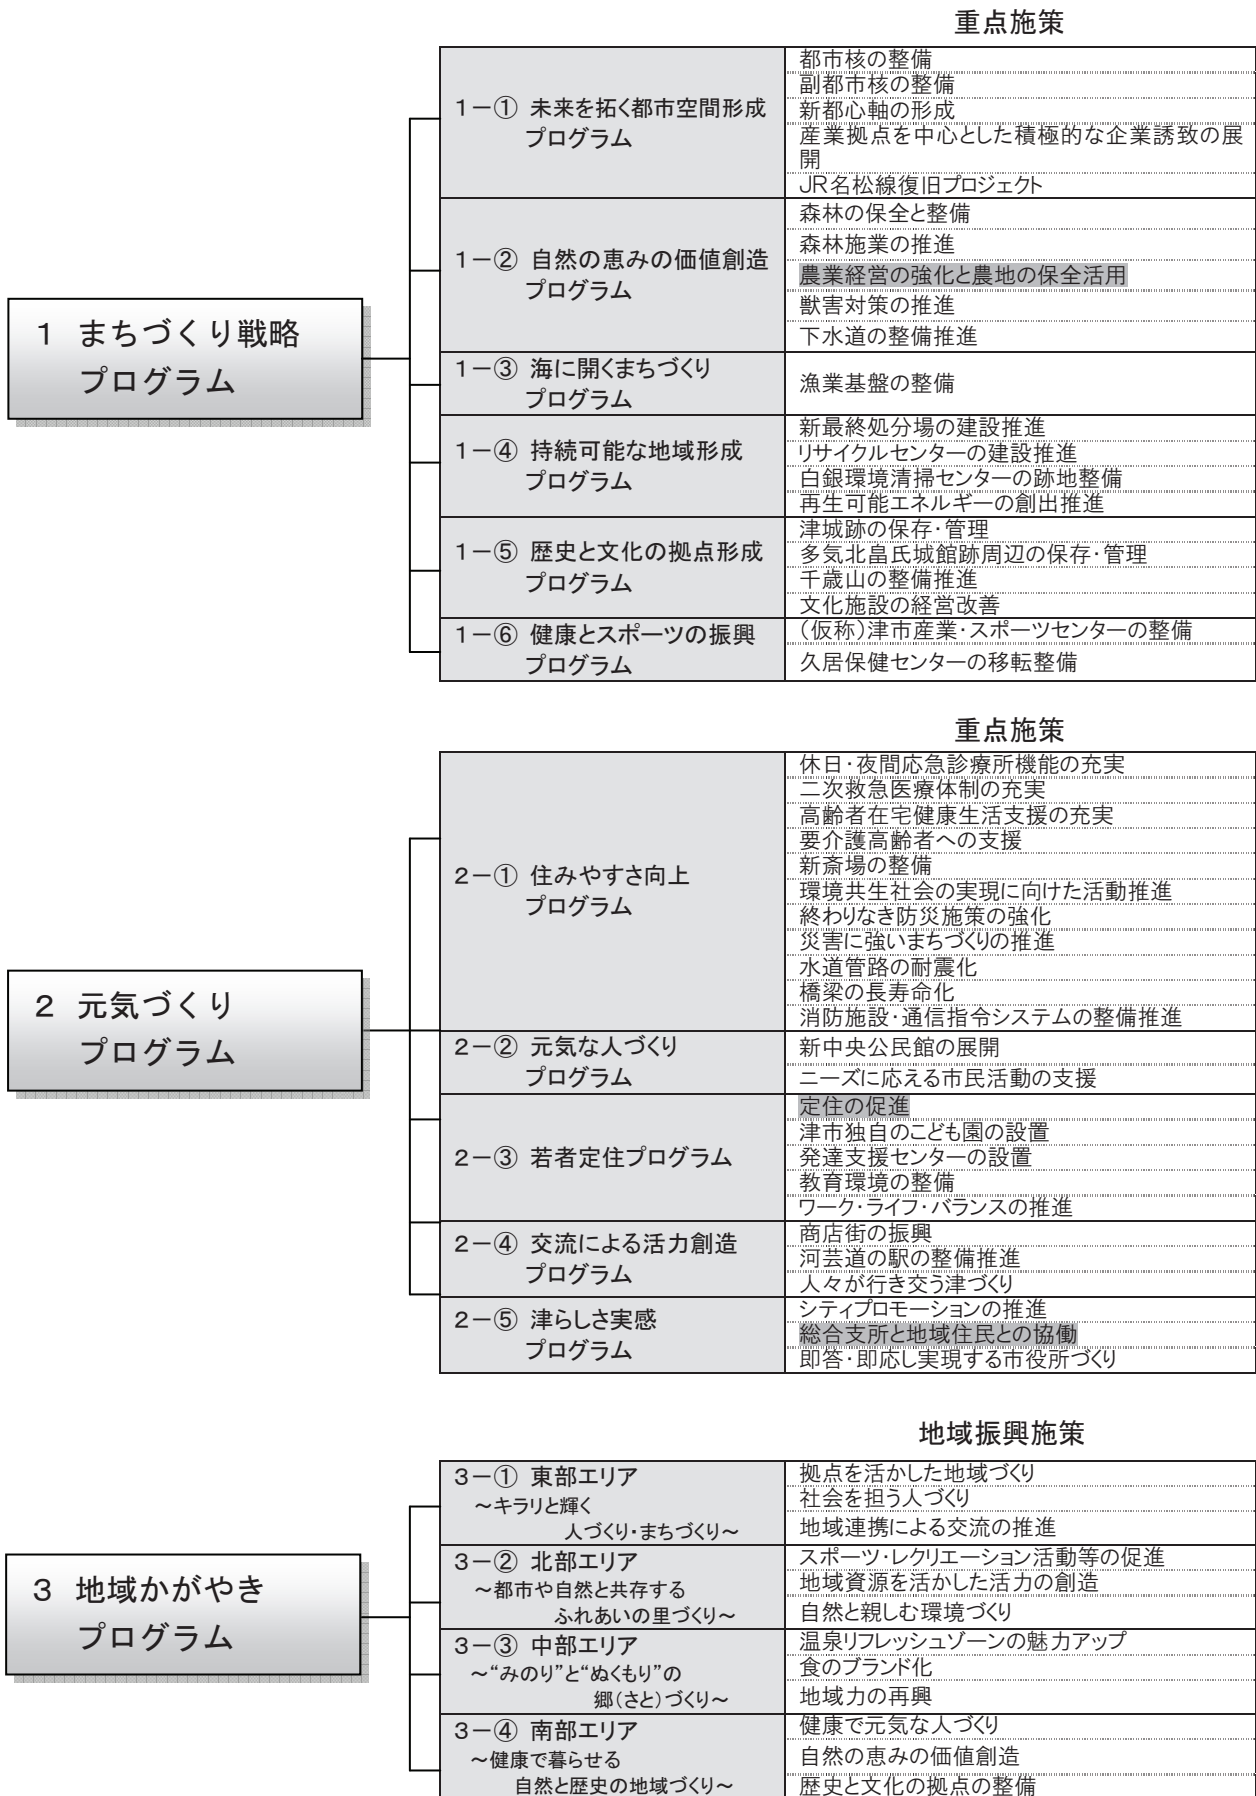 重点施策
1 まちづくり戦略
プログラム
1－① 未来を拓く都市空間形成
プログラム
都市核の整備
副都市核の整備
新都心軸の形成
産業拠点を中心とした積極的な企業誘致の展
開
JR名松線復旧プロジェクト
1－② 自然の恵みの価値創造
プログラム
森林の保全と整備
森林施業の推進
農業経営の強化と農地の保全活用
獣害対策の推進
下水道の整備推進
1－③ 海に開くまちづくり
プログラム
漁業基盤の整備
1－④ 持続可能な地域形成
プログラム
新最終処分場の建設推進
リサイクルセンターの建設推進
白銀環境清掃センターの跡地整備
再生可能エネルギーの創出推進
1－⑤ 歴史と文化の拠点形成
プログラム
津城跡の保存・管理
多気北畠氏城館跡周辺の保存・管理
千歳山の整備推進
文化施設の経営改善
1－⑥ 健康とスポーツの振興
プログラム
（仮称）津市産業・スポーツセンターの整備
久居保健センターの移転整備
重点施策
2 元気づくり
プログラム
2－① 住みやすさ向上
プログラム
休日・夜間応急診療所機能の充実
二次救急医療体制の充実
高齢者在宅健康生活支援の充実
要介護高齢者への支援
新斎場の整備
環境共生社会の実現に向けた活動推進
終わりなき防災施策の強化
災害に強いまちづくりの推進
水道管路の耐震化
橋梁の長寿命化
消防施設・通信指令システムの整備推進
2－② 元気な人づくり
プログラム
新中央公民館の展開
ニーズに応える市民活動の支援
2－③ 若者定住プログラム
定住の促進
津市独自のこども園の設置
発達支援センターの設置
教育環境の整備
ワーク・ライフ・バランスの推進
2－④ 交流による活力創造
プログラム
商店街の振興
河芸道の駅の整備推進
人々が行き交う津づくり
2－⑤ 津らしさ実感
プログラム
シティプロモーションの推進
総合支所と地域住民との協働
即答・即応し実現する市役所づくり
地域振興施策
3 地域かがやき
プログラム
3－① 東部エリア
～キラリと輝く
人づくり・まちづくり～
拠点を活かした地域づくり
社会を担う人づくり
地域連携による交流の推進
3－② 北部エリア
～都市や自然と共存する
ふれあいの里づくり～
スポーツ・レクリエーション活動等の促進
地域資源を活かした活力の創造
自然と親しむ環境づくり
3－③ 中部エリア
～“みのり”と“ぬくもり”の
郷（さと）づくり～
温泉リフレッシュゾーンの魅力アップ
食のブランド化
地域力の再興
3－④ 南部エリア
～健康で暮らせる
自然と歴史の地域づくり～
健康で元気な人づくり
自然の恵みの価値創造
歴史と文化の拠点の整備